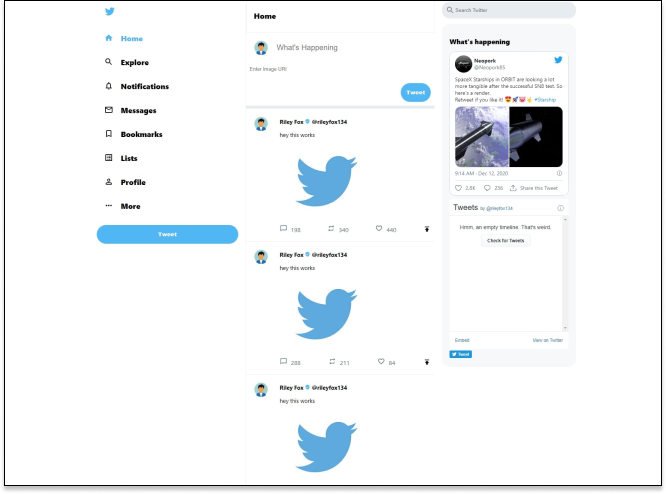 Home
Explore
Notifications
Messages
Bookmarks
Lists
Profile
More
Tweet
Home
What's Happening
Enter Image URl
Tweet
Riley Fox @rileyfox134
hey this works
198 340 440
Riley Fox @rileyfox134
hey this works
288 211 84
Riley Fox @rileyfox134
hey this works
Search Twitter
What's happening
Neopork
@Neopork85
SpaceX Starships in ORBIT are looking a lot
more tangible after the successful SN8 test. So
here's a render..
Retweet if you like it! 😍🚀💥🤞 #Starship
9:14 AM · Dec 12, 2020
2.8K 236 Share this Tweet
Tweets by @rileyfox134
Hmm, an empty timeline. That's weird.
Check for Tweets
Embed View on Twitter
Tweet